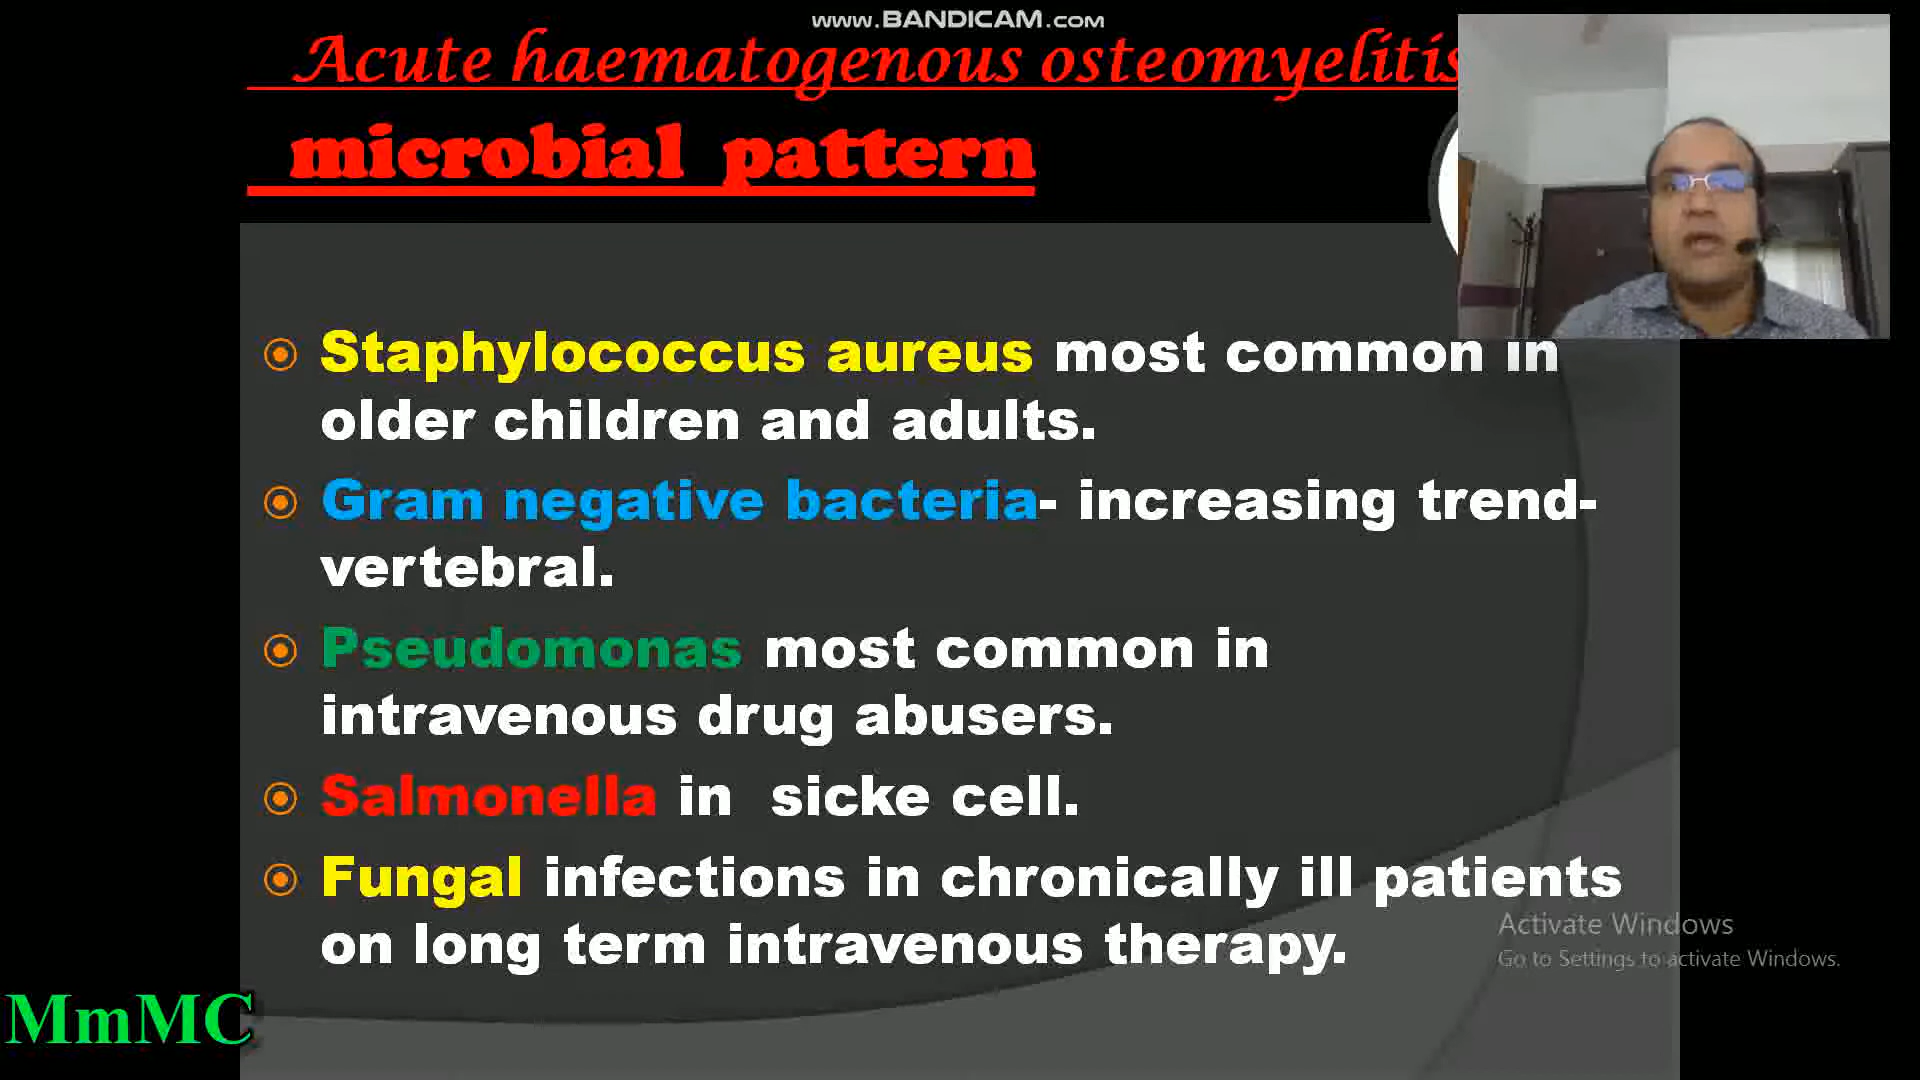 www.BANDICAM.com
Acute haematogenous osteomyelitis
microbial pattern
Staphylococcus aureus most common in
older children and adults.
Gram negative bacteria- increasing trend-
vertebral.
Pseudomonas most common in
intravenous drug abusers.
Salmonella in sicke cell.
Fungal infections in chronically ill patients
on long term intravenous therapy.
Activate Windows
Go to Settings to activate Windows.
MmMC